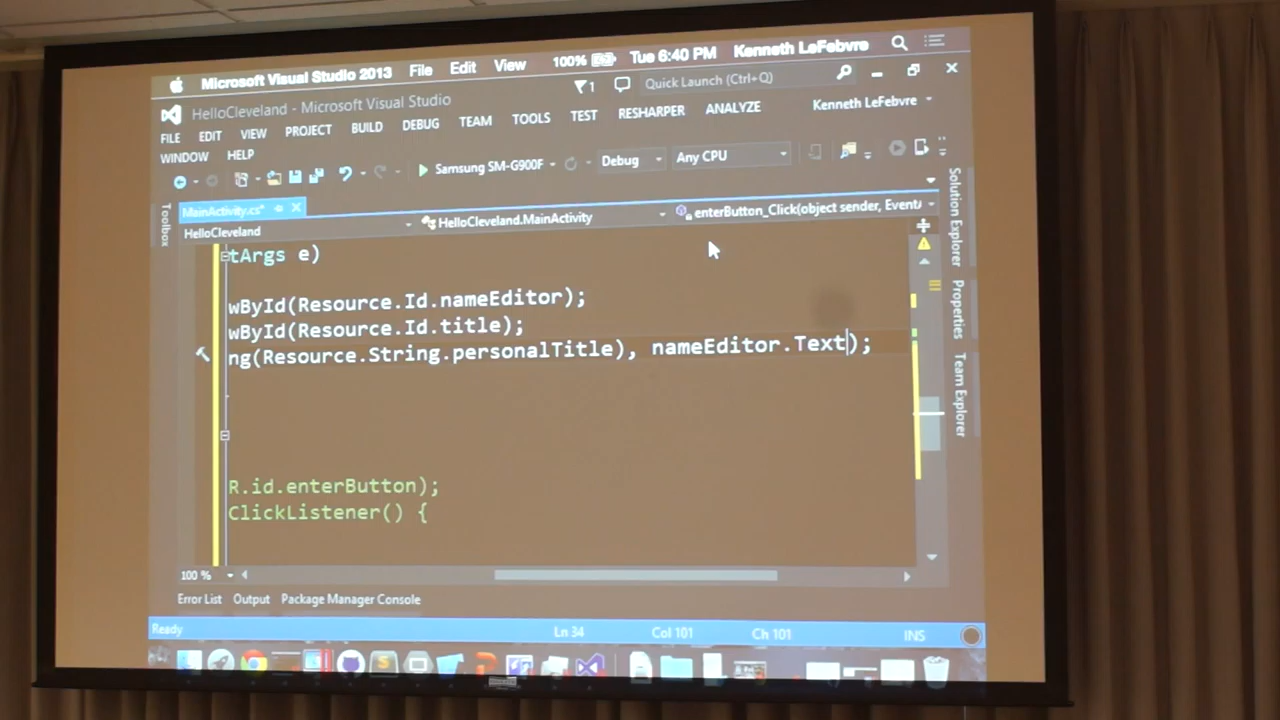 Microsoft Visual Studio 2013 File Edit View 100% Tue 6:40 PM Kenneth LeFebvre
HelloCleveland - Microsoft Visual Studio 1 Quick Launch (Ctrl+Q)
FILE EDIT VIEW PROJECT BUILD DEBUG TEAM TOOLS TEST RESHARPER ANALYZE Kenneth LeFebvre
WINDOW HELP
Samsung SM-G900F Debug Any CPU
Toolbox
MainActivity.cs*
HelloCleveland HelloCleveland.MainActivity enterButton_Click(object sender, Event
tArgs e)
wById(Resource.Id.nameEditor);
wById(Resource.Id.title);
ng(Resource.String.personalTitle), nameEditor.Text);
R.id.enterButton);
ClickListener() {
Solution Explorer
Properties
Team Explorer
100 %
Error List Output Package Manager Console
Ready Ln 34 Col 101 Ch 101 INS